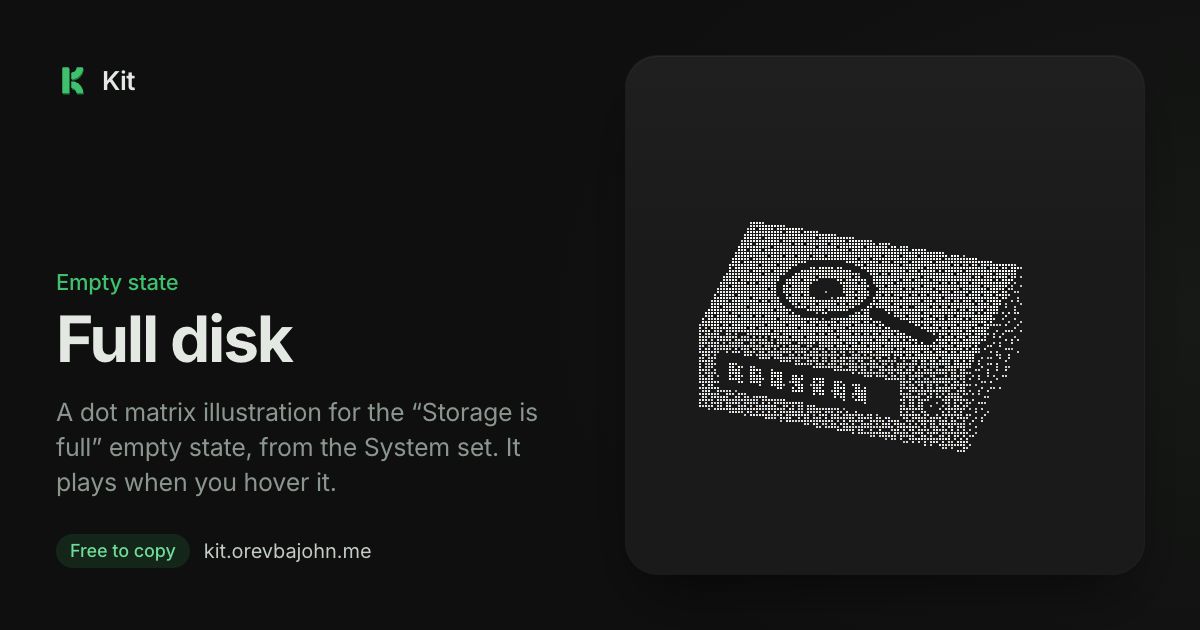 Kit
Empty state
Full disk
A dot matrix illustration for the “Storage is
full” empty state, from the System set. It
plays when you hover it.
Free to copy
kit.orevbajohn.me